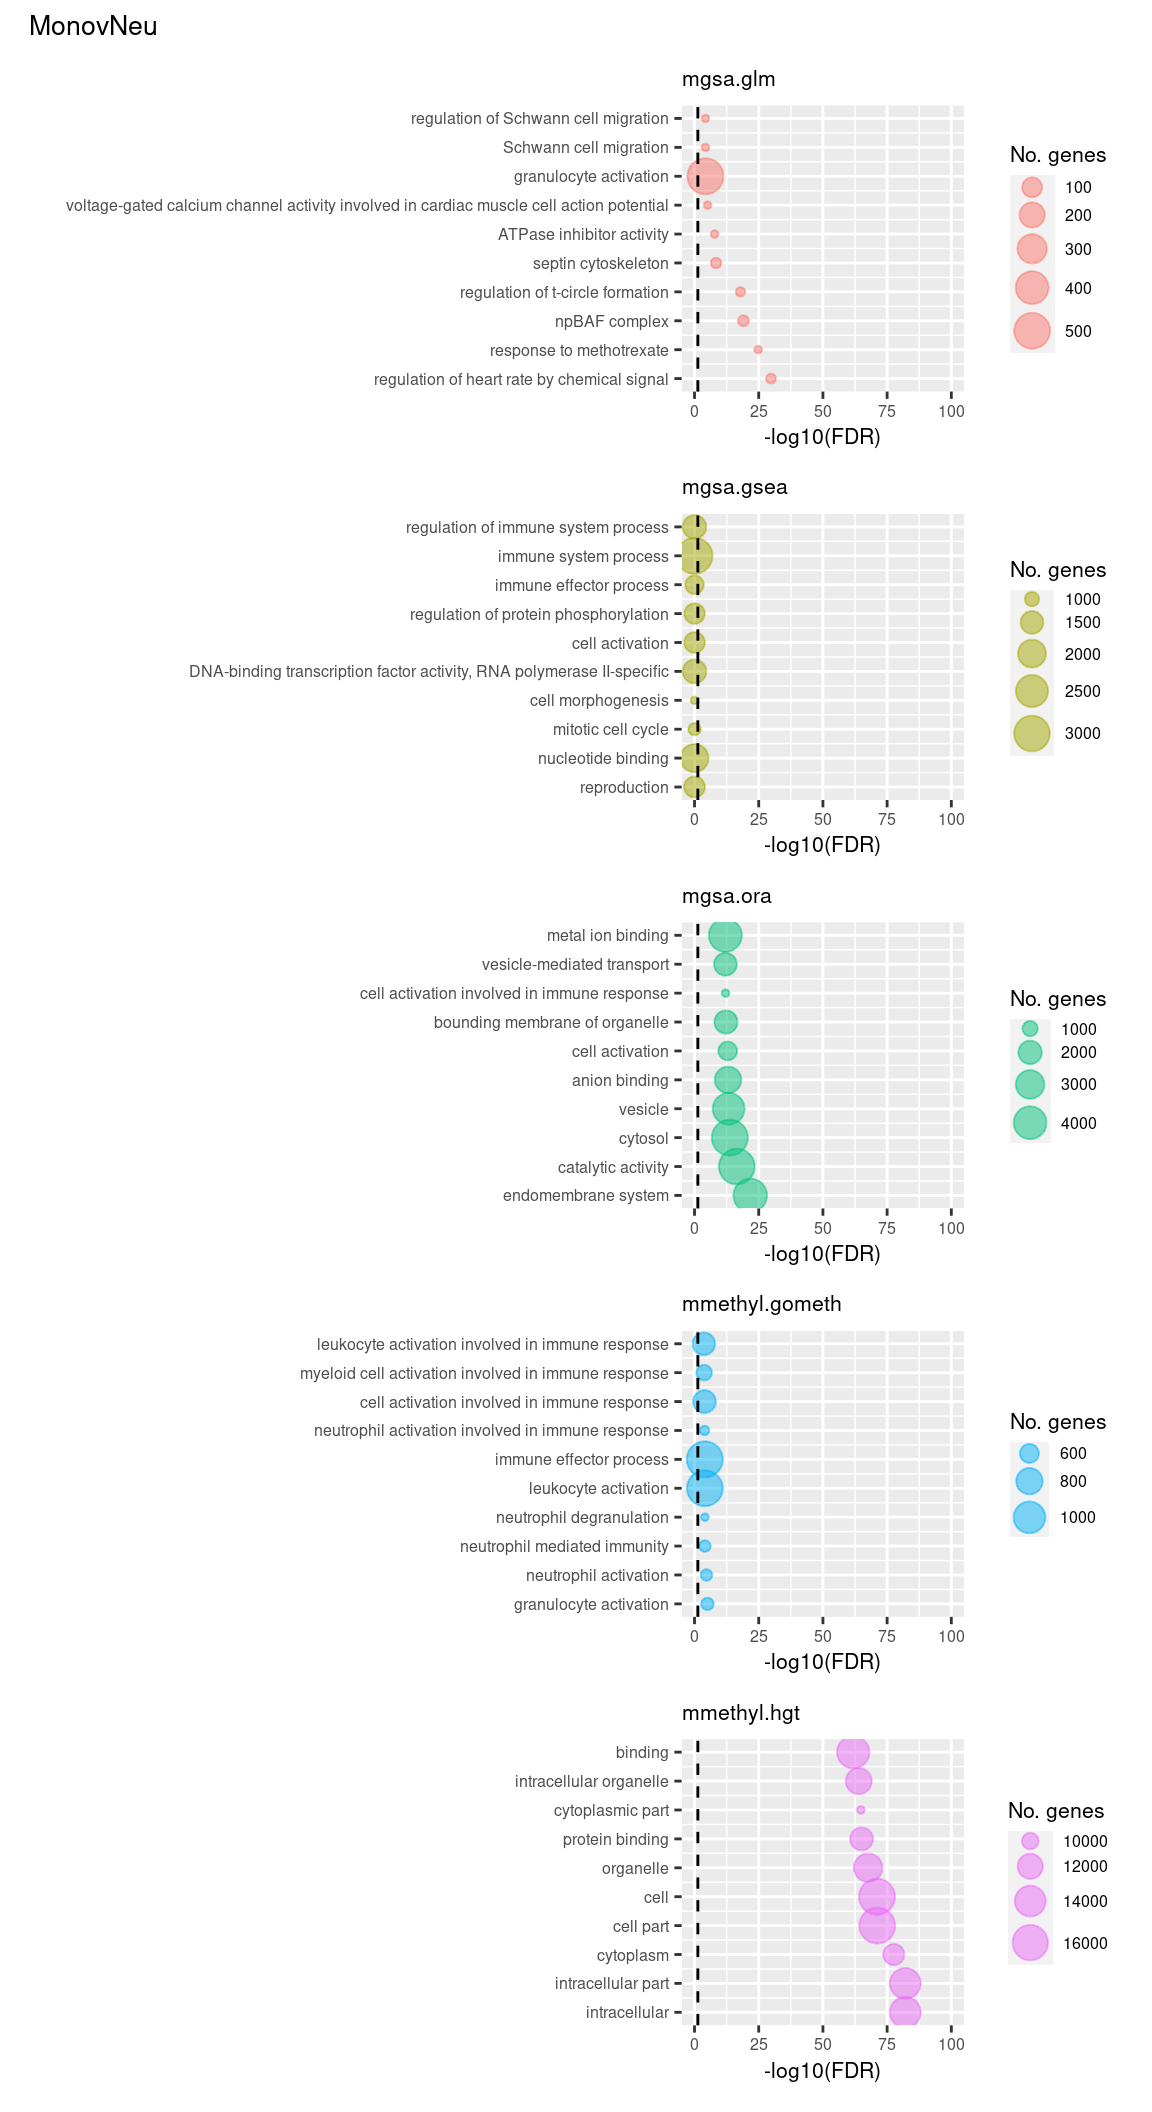 MonovNeu
mgsa.glm
regulation of Schwann cell migration
Schwann cell migration
granulocyte activation
voltage-gated calcium channel activity involved in cardiac muscle cell action potential
ATPase inhibitor activity
septin cytoskeleton
regulation of t-circle formation
npBAF complex
response to methotrexate
regulation of heart rate by chemical signal
0 25 50 75 100
-log10(FDR)
No. genes
100
200
300
400
500
mgsa.gsea
regulation of immune system process
immune system process
immune effector process
regulation of protein phosphorylation
cell activation
DNA-binding transcription factor activity, RNA polymerase II-specific
cell morphogenesis
mitotic cell cycle
nucleotide binding
reproduction
0 25 50 75 100
-log10(FDR)
No. genes
1000
1500
2000
2500
3000
mgsa.ora
metal ion binding
vesicle-mediated transport
cell activation involved in immune response
bounding membrane of organelle
cell activation
anion binding
vesicle
cytosol
catalytic activity
endomembrane system
0 25 50 75 100
-log10(FDR)
No. genes
1000
2000
3000
4000
mmethyl.gometh
leukocyte activation involved in immune response
myeloid cell activation involved in immune response
cell activation involved in immune response
neutrophil activation involved in immune response
immune effector process
leukocyte activation
neutrophil degranulation
neutrophil mediated immunity
neutrophil activation
granulocyte activation
0 25 50 75 100
-log10(FDR)
No. genes
600
800
1000
mmethyl.hgt
binding
intracellular organelle
cytoplasmic part
protein binding
organelle
cell
cell part
cytoplasm
intracellular part
intracellular
0 25 50 75 100
-log10(FDR)
No. genes
10000
12000
14000
16000